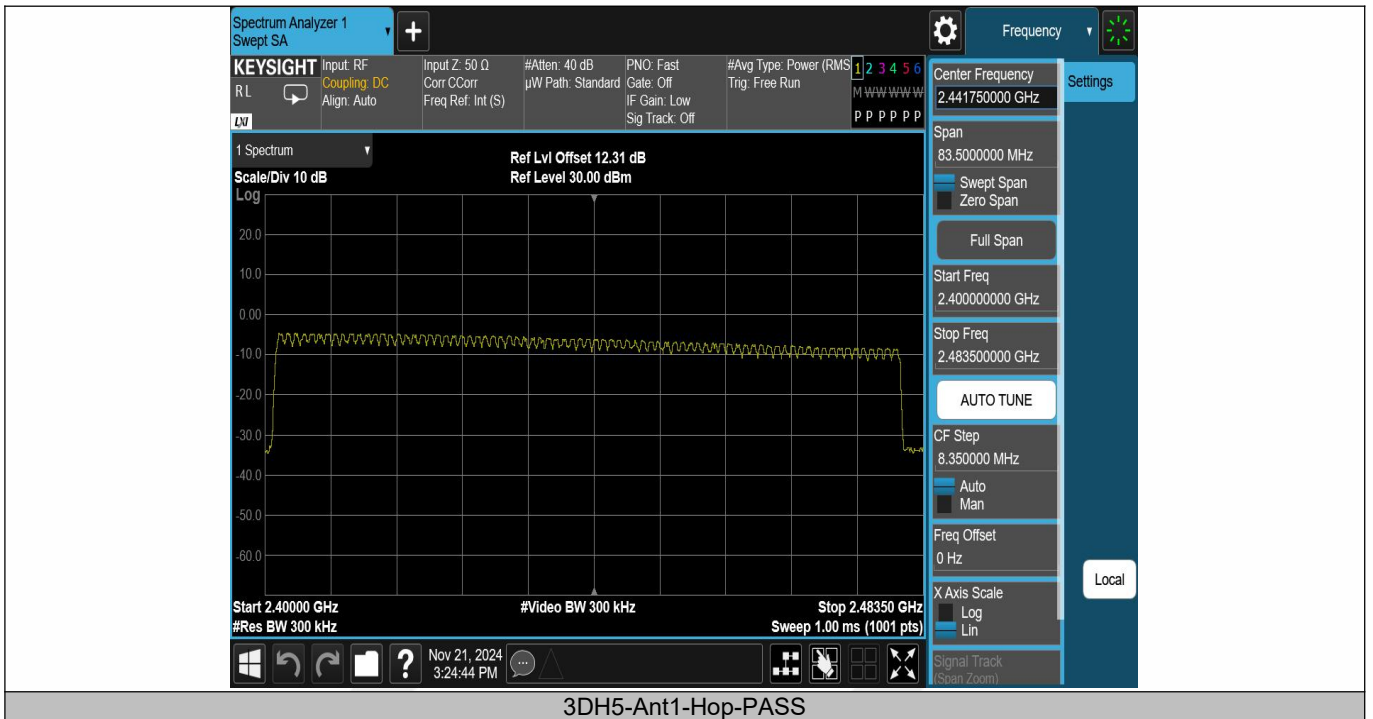 Spectrum Analyzer 1
Swept SA
+
Frequency
KEYSIGHT
RL
LXI
Input: RF
Coupling: DC
Align: Auto
Input Z: 50 Ω
Corr CCorr
Freq Ref: Int (S)
#Atten: 40 dB
µW Path: Standard
PNO: Fast
Gate: Off
IF Gain: Low
Sig Track: Off
#Avg Type: Power (RMS
Trig: Free Run
1 2 3 4 5 6
M W W W W W
P P P P P P
1 Spectrum
Scale/Div 10 dB
Log
Ref Lvl Offset 12.31 dB
Ref Level 30.00 dBm
20.0
10.0
0.00
-10.0
-20.0
-30.0
-40.0
-50.0
-60.0
Start 2.40000 GHz
#Res BW 300 kHz
#Video BW 300 kHz
Stop 2.48350 GHz
Sweep 1.00 ms (1001 pts)
Center Frequency
2.441750000 GHz
Settings
Span
83.5000000 MHz
Swept Span
Zero Span
Full Span
Start Freq
2.400000000 GHz
Stop Freq
2.483500000 GHz
AUTO TUNE
CF Step
8.350000 MHz
Auto
Man
Freq Offset
0 Hz
X Axis Scale
Log
Lin
Signal Track
(Span Zoom)
Local
?
Nov 21, 2024
3:24:44 PM
3DH5-Ant1-Hop-PASS